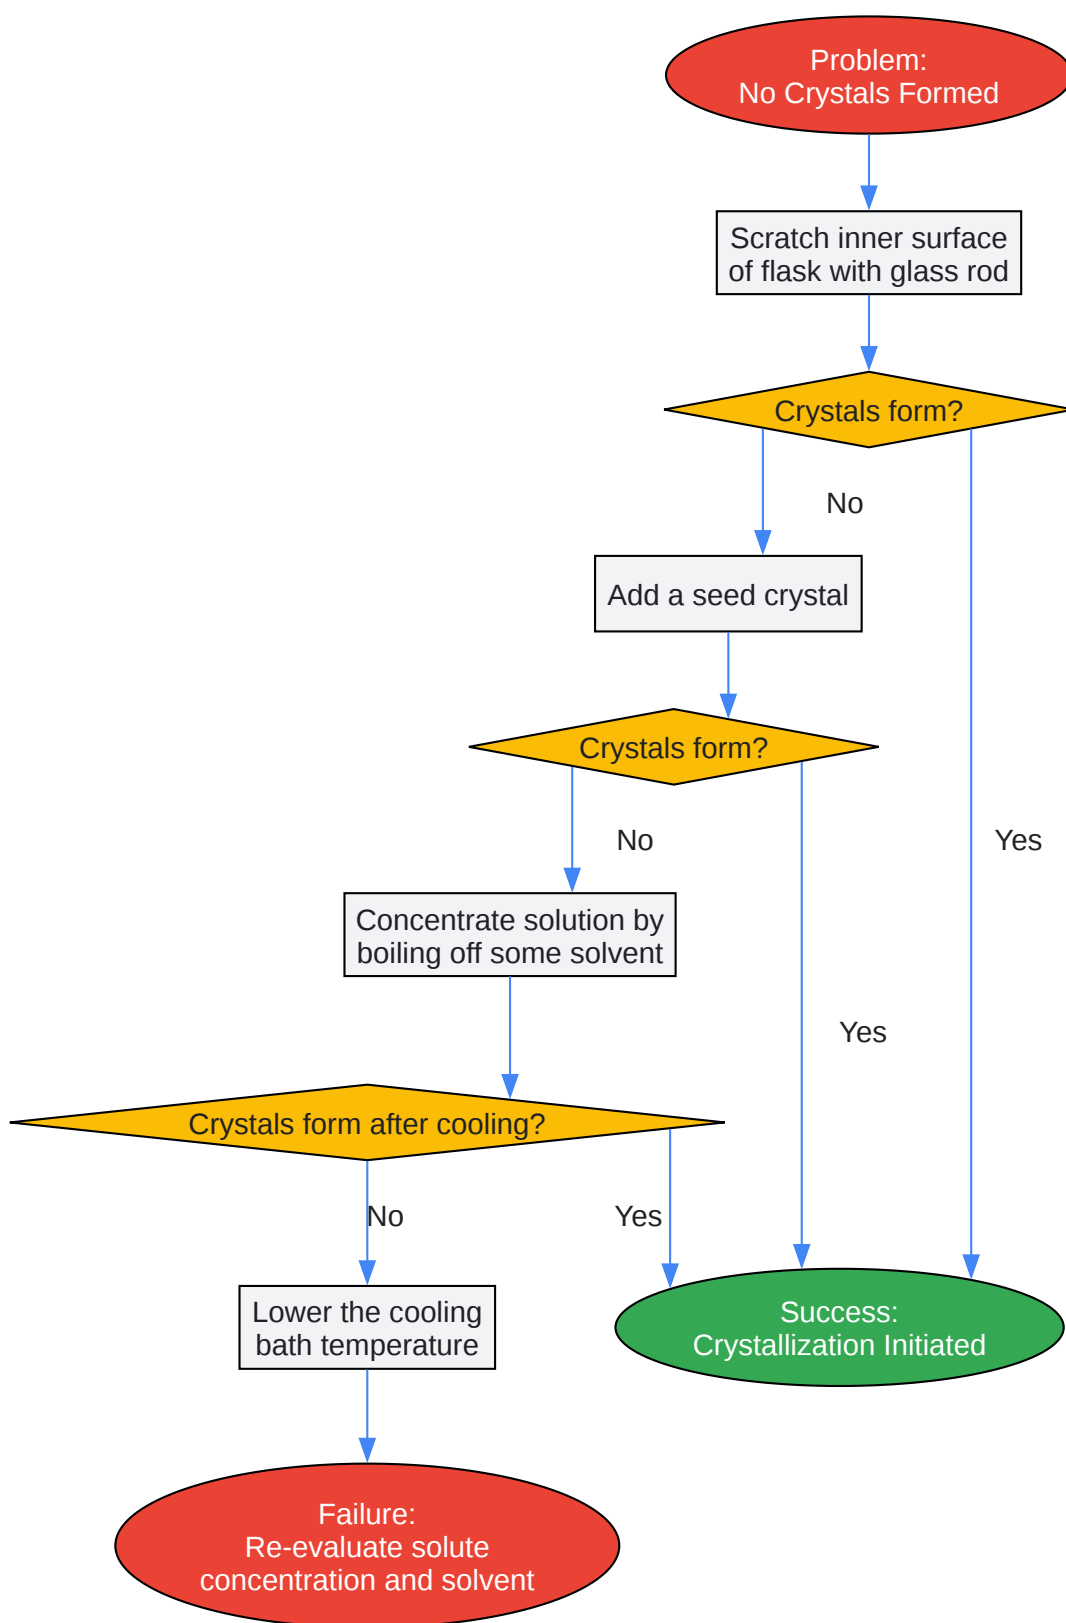 Problem:
No Crystals Formed
Scratch inner surface
of flask with glass rod
Crystals form?
No
Add a seed crystal
Crystals form?
No
Yes
Concentrate solution by
boiling off some solvent
Yes
Crystals form after cooling?
No
Yes
Lower the cooling
bath temperature
Success:
Crystallization Initiated
Failure:
Re-evaluate solute
concentration and solvent